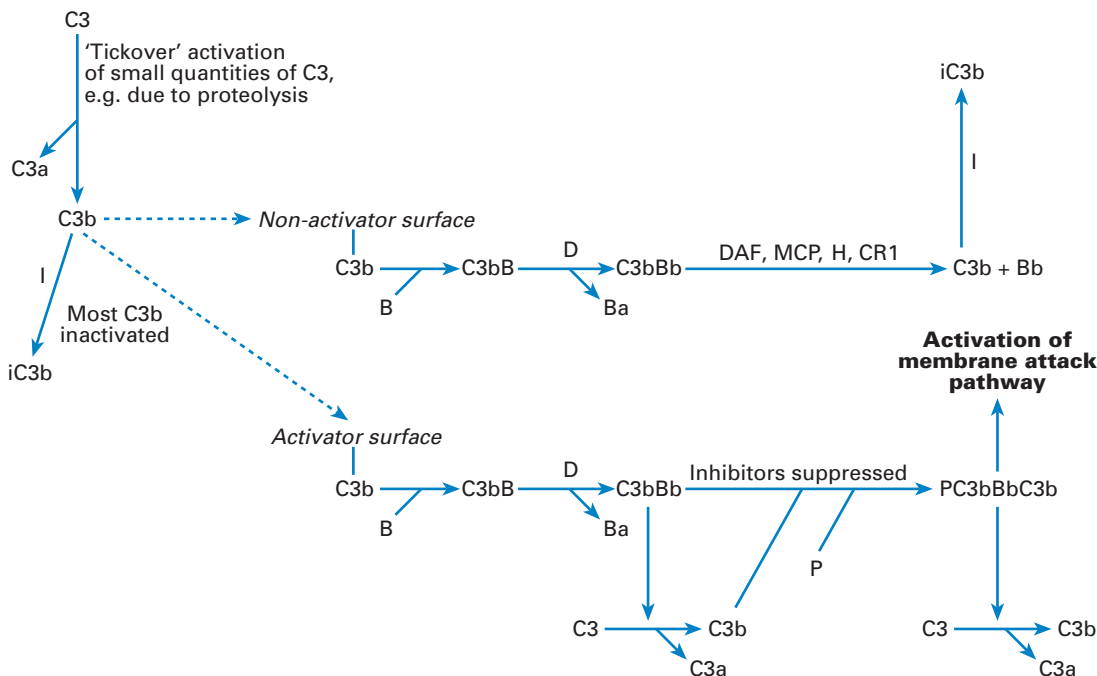 C3
'Tickover' activation
of small quantities of C3,
e.g. due to proteolysis
C3a
C3b
I
Most C3b
inactivated
iC3b
Non-activator surface
C3b
B
C3bB
D
Ba
C3bBb
DAF, MCP, H, CR1
C3b + Bb
I
iC3b
Activator surface
C3b
B
C3bB
D
Ba
C3bBb
Inhibitors suppressed
P
PC3bBbC3b
Activation of
membrane attack
pathway
C3
C3b
C3a
C3
C3b
C3a